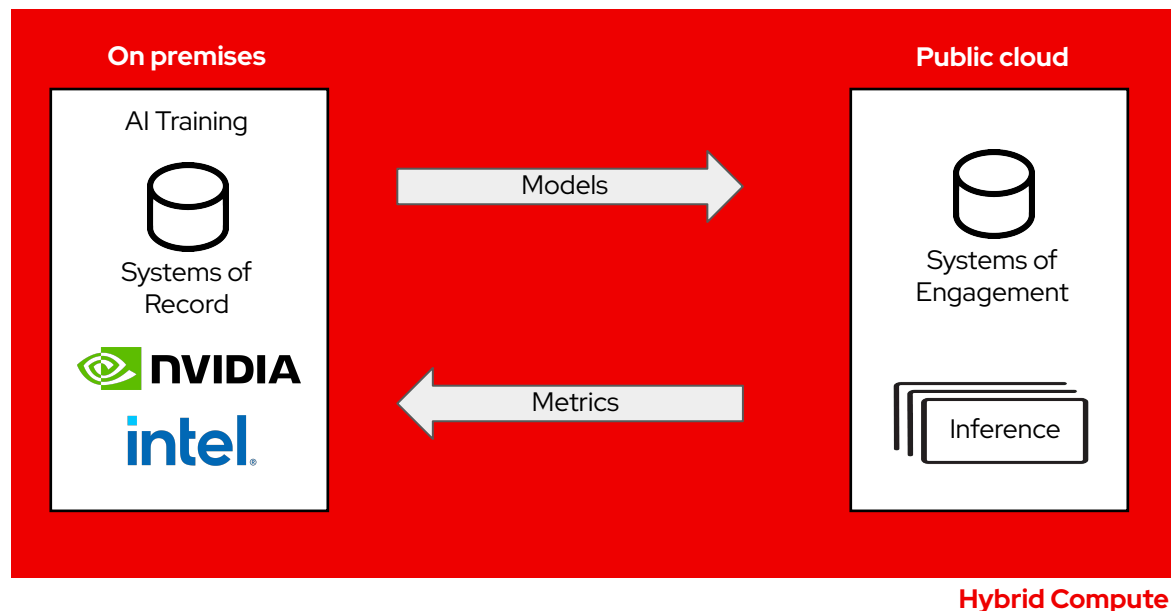 On premises
AI Training
Systems of
Record
NVIDIA
intel®
Models
Metrics
Public cloud
Systems of
Engagement
Inference
Hybrid Compute